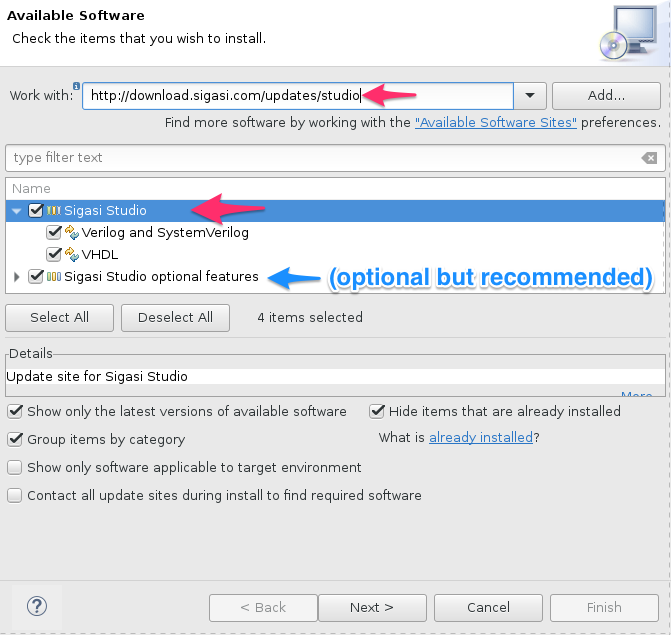 Available Software
Check the items that you wish to install.
Work with: http://download.sigasi.com/updates/studio Add...
Find more software by working with the "Available Software Sites" preferences.
type filter text
Name
Sigasi Studio
Verilog and SystemVerilog
VHDL
Sigasi Studio optional features (optional but recommended)
Select All Deselect All 4 items selected
Details
Update site for Sigasi Studio
More...
Show only the latest versions of available software Hide items that are already installed
Group items by category What is already installed?
Show only software applicable to target environment
Contact all update sites during install to find required software
? < Back Next > Cancel Finish